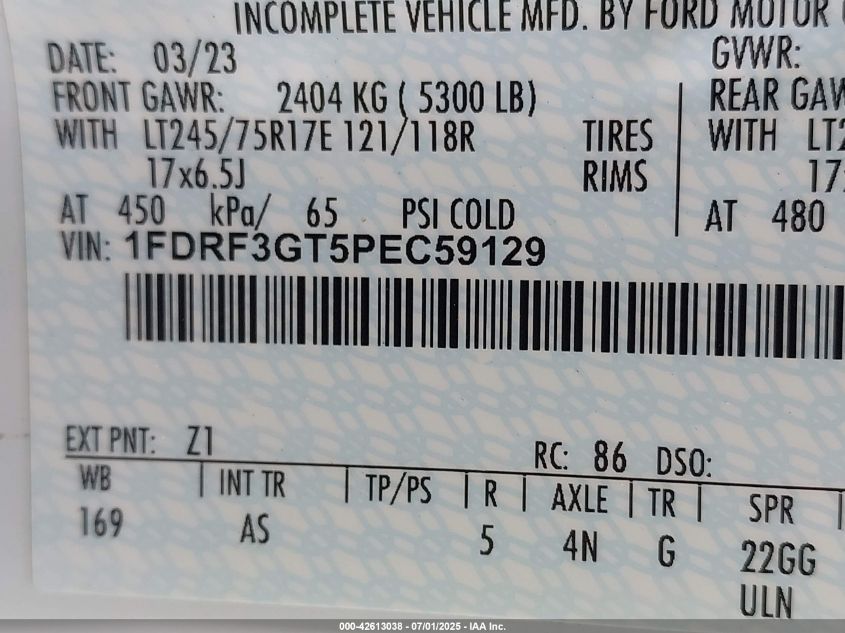 INCOMPLETE VEHICLE MFD. BY FORD MOTOR
DATE: 03/23 GVWR:
FRONT GAWR: 2404 KG ( 5300 LB) REAR GAW
WITH LT245/75R17E 121/118R TIRES WITH LT2
17x6.5J RIMS 17x
AT 450 kPa/ 65 PSI COLD AT 480
VIN: 1FDRF3GT5PEC59129
EXT PNT: Z1 RC: 86 DSO:
WB INT TR TP/PS R AXLE TR SPR
169 AS 5 4N G 22GG
ULN
000-42613038 - 07/01/2025 - IAA Inc.